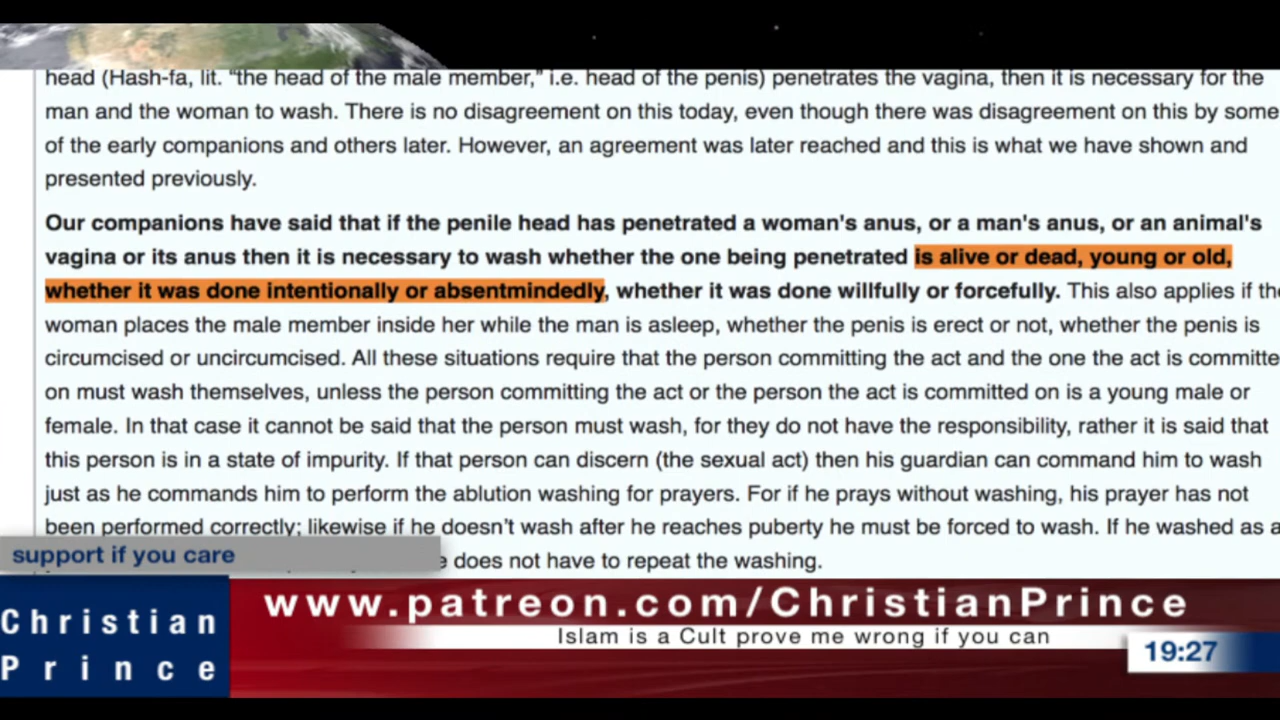 head (Hash-fa, lit. "the head of the male member," i.e. head of the penis) penetrates the vagina, then it is necessary for the
man and the woman to wash. There is no disagreement on this today, even though there was disagreement on this by some
of the early companions and others later. However, an agreement was later reached and this is what we have shown and
presented previously.
Our companions have said that if the penile head has penetrated a woman's anus, or a man's anus, or an animal's
vagina or its anus then it is necessary to wash whether the one being penetrated is alive or dead, young or old,
whether it was done intentionally or absentmindedly, whether it was done willfully or forcefully. This also applies if the
woman places the male member inside her while the man is asleep, whether the penis is erect or not, whether the penis is
circumcised or uncircumcised. All these situations require that the person committing the act and the one the act is committe
on must wash themselves, unless the person committing the act or the person the act is committed on is a young male or
female. In that case it cannot be said that the person must wash, for they do not have the responsibility, rather it is said that
this person is in a state of impurity. If that person can discern (the sexual act) then his guardian can command him to wash
just as he commands him to perform the ablution washing for prayers. For if he prays without washing, his prayer has not
been performed correctly; likewise if he doesn't wash after he reaches puberty he must be forced to wash. If he washed as a
e does not have to repeat the washing.
support if you care
Christian
Prince
www.patreon.com/ChristianPrince
Islam is a Cult prove me wrong if you can
19:27